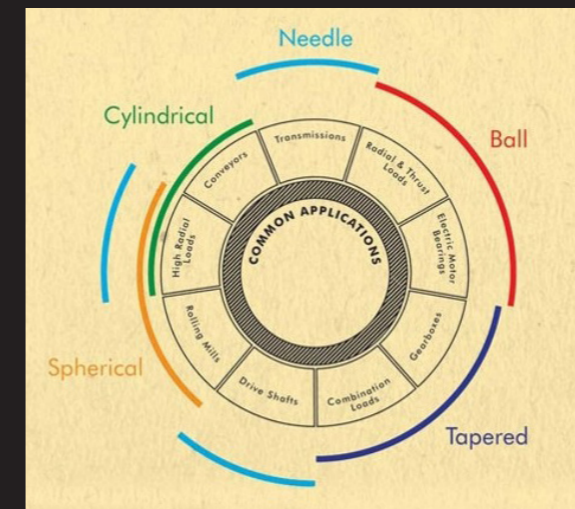 Needle
Cylindrical
Ball
Transmissions
Radial & Thrust
Loads
Conveyors
COMMON APPLICATIONS
High Radial
Loads
Electric Motor
Bearings
Rolling Mills
Gearboxes
Spherical
Drive Shafts
Combination
Loads
Tapered